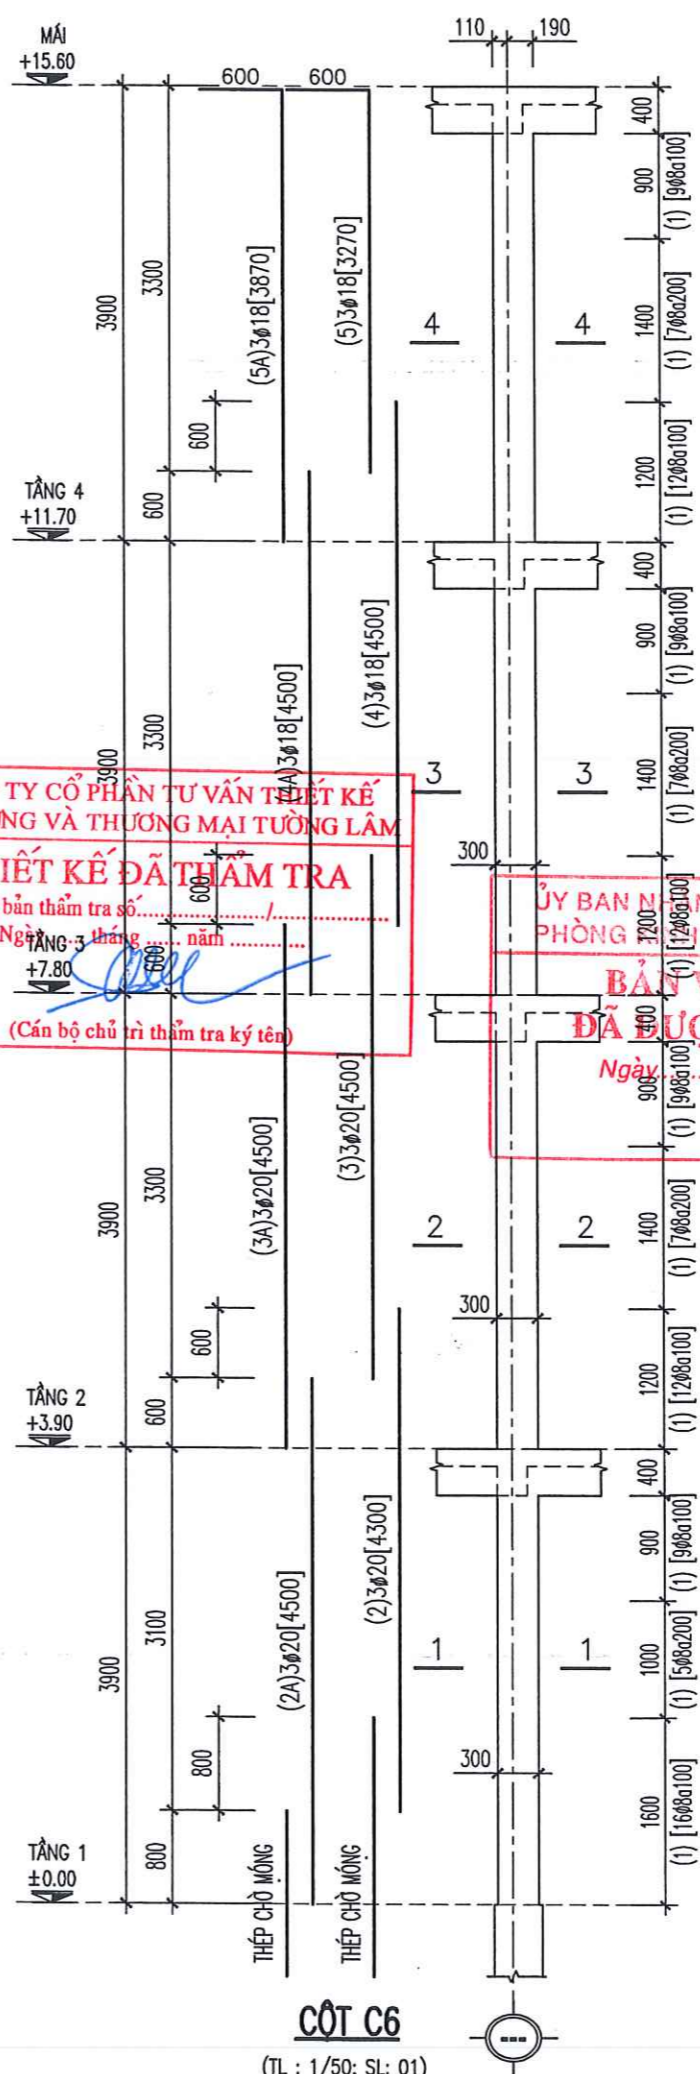 110 190
MÁI
+15.60
600 600
400
900
(1) [9ø8a100]
3900
3300
(5A)3ø18[3870]
(5)3ø18[3270]
4 4
1400
(1) [7ø8a200]
600
1200
(1) [12ø8a100]
TẦNG 4
+11.70
600
400
900
(1) [9ø8a100]
3900
3300
(4A)3ø18[4500]
(4)3ø18[4500]
3 3
1400
(1) [7ø8a200]
TY CỔ PHẦN TƯ VẤN THIẾT KẾ
NG VÀ THƯƠNG MẠI TƯỜNG LÂM
IẾT KẾ ĐÃ THẨM TRA
bản thẩm tra số............/............
Ngày .... tháng ...... năm ............
(Cán bộ chủ trì thẩm tra ký tên)
300
600
1200
(1) [12ø8a100]
ỦY BAN NHÂN
PHÒNG KINH
BẢN V
ĐÃ ĐƯỢ
Ngày......
TẦNG 3
+7.80
600
400
900
(1) [9ø8a100]
3900
3300
(3A)3ø20[4500]
(3)3ø20[4500]
2 2
1400
(1) [7ø8a200]
300
600
1200
(1) [12ø8a100]
TẦNG 2
+3.90
600
400
900
(1) [9ø8a100]
3900
3100
(2A)3ø20[4500]
(2)3ø20[4300]
1 1
1000
(1) [5ø8a200]
800
300
1600
(1) [16ø8a100]
TẦNG 1
±0.00
800
THÉP CHỜ MÓNG
THÉP CHỜ MÓNG
CỘT C6
(TL : 1/50; SL: 01)